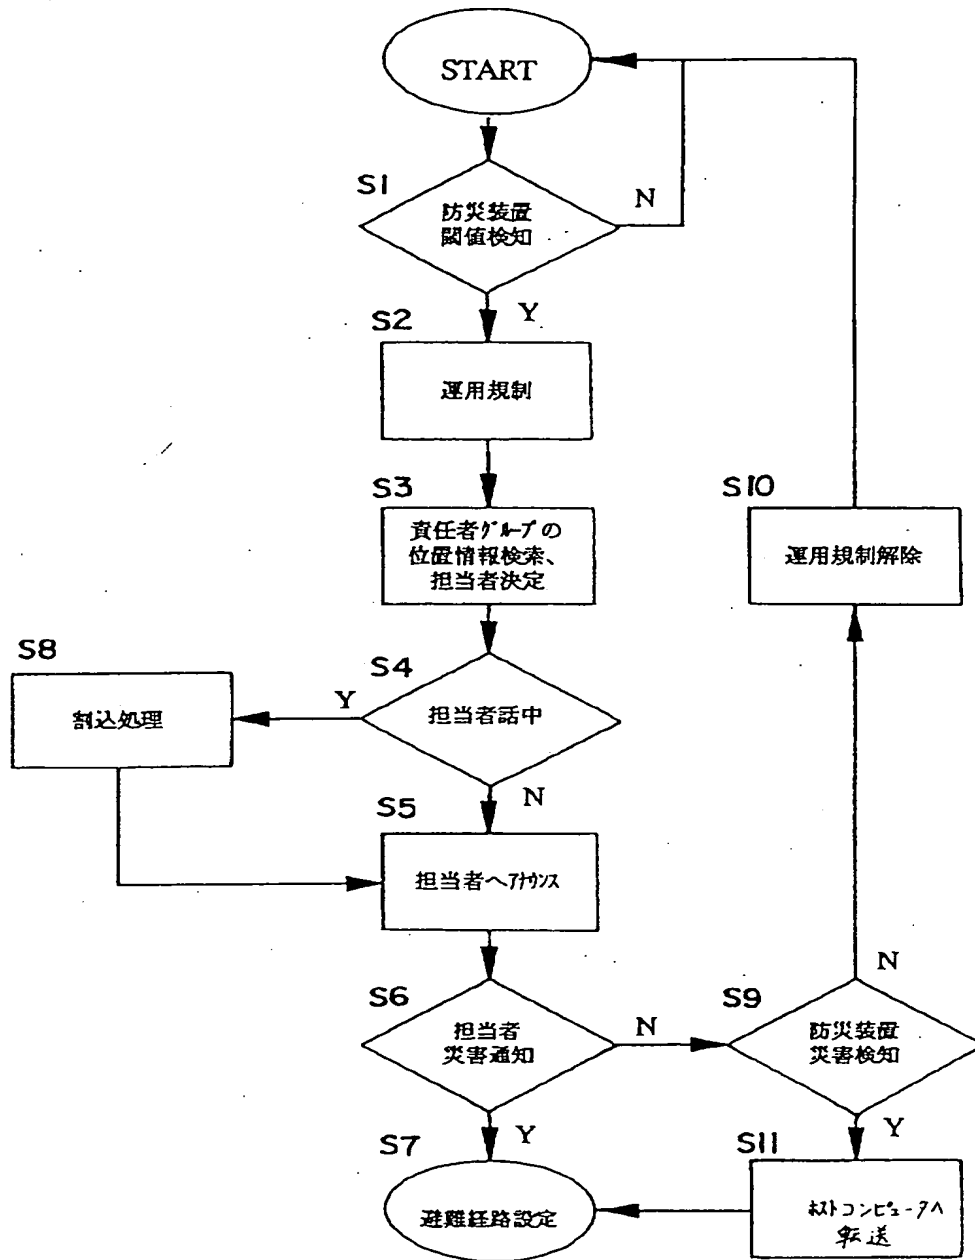 START
S1
防災装置
閾値検知
N
Y
S2
運用規制
S3
資任者グループの
位置情報検索、
担当者決定
S10
運用規制解除
S8
割込処理
S4
Y
担当者話中
N
S5
担当者へアナウンス
S6
担当者
災害通知
N
Y
S9
防災装置
災害検知
N
Y
S7
避難経路設定
S11
ホストコンピュータへ
転送